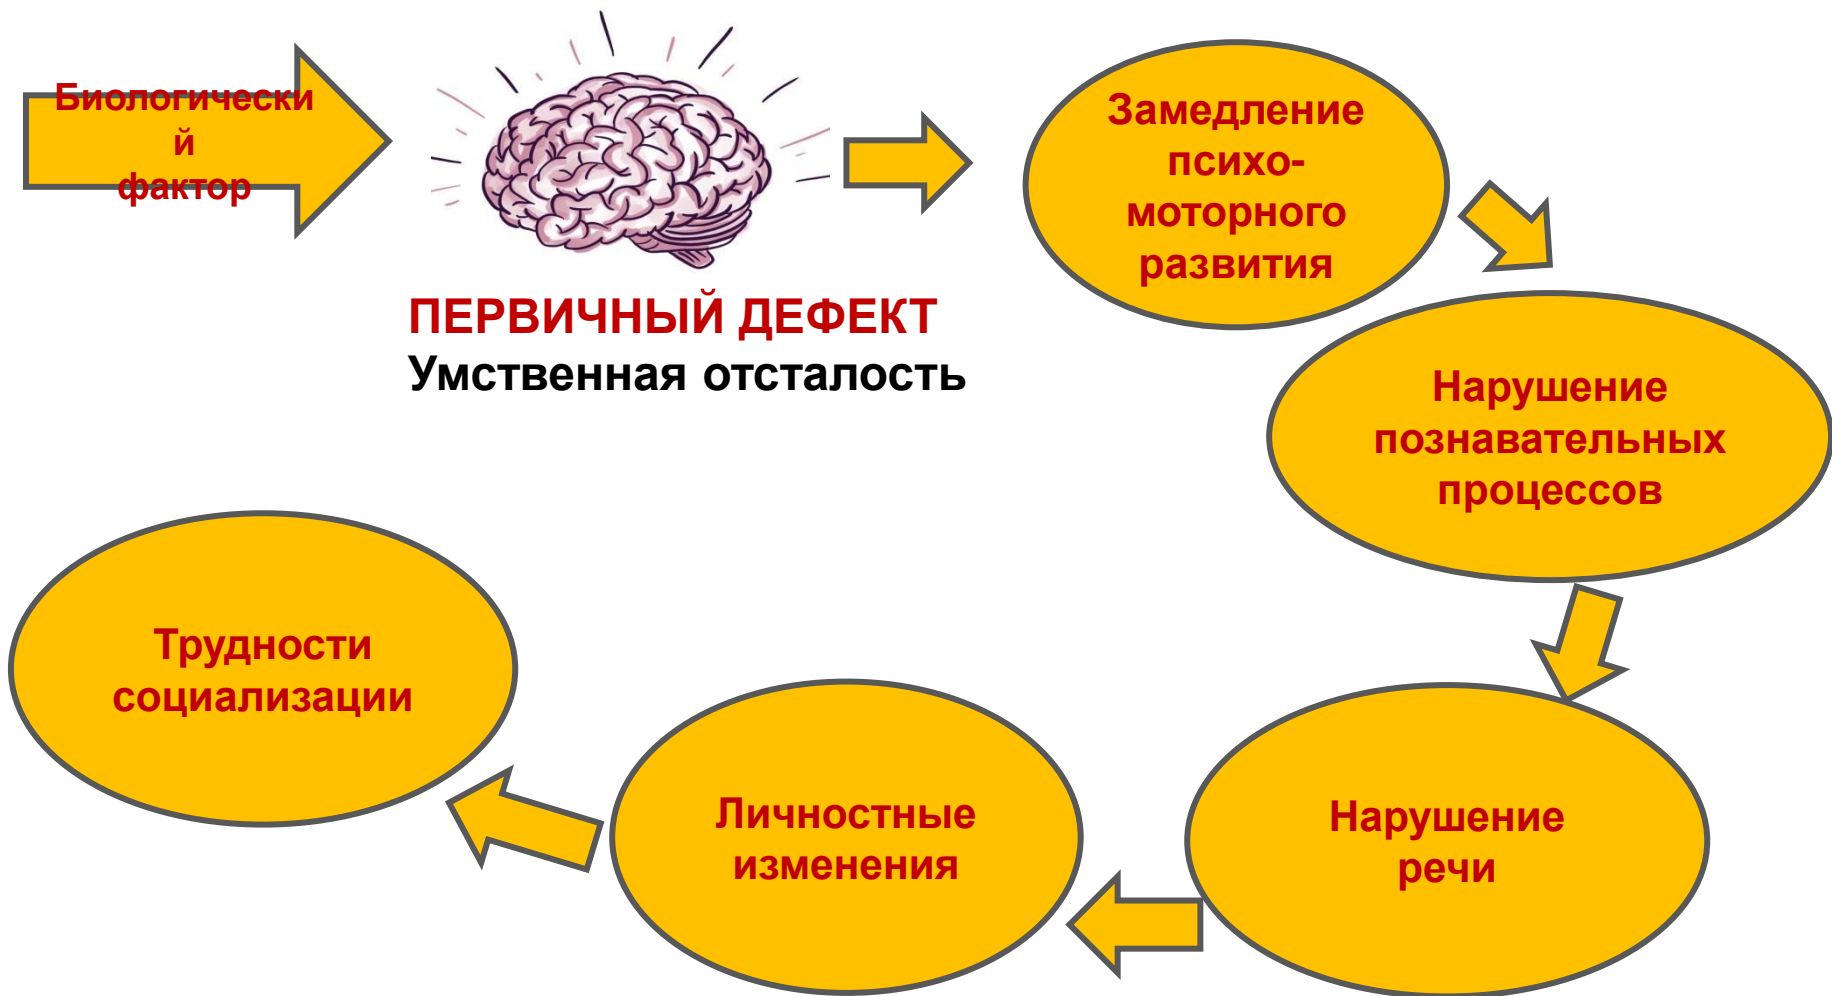 Биологически
й
фактор
ПЕРВИЧНЫЙ ДЕФЕКТ
Умственная отсталость
Замедление
психо-
моторного
развития
Нарушение
познавательных
процессов
Нарушение
речи
Личностные
изменения
Трудности
социализации